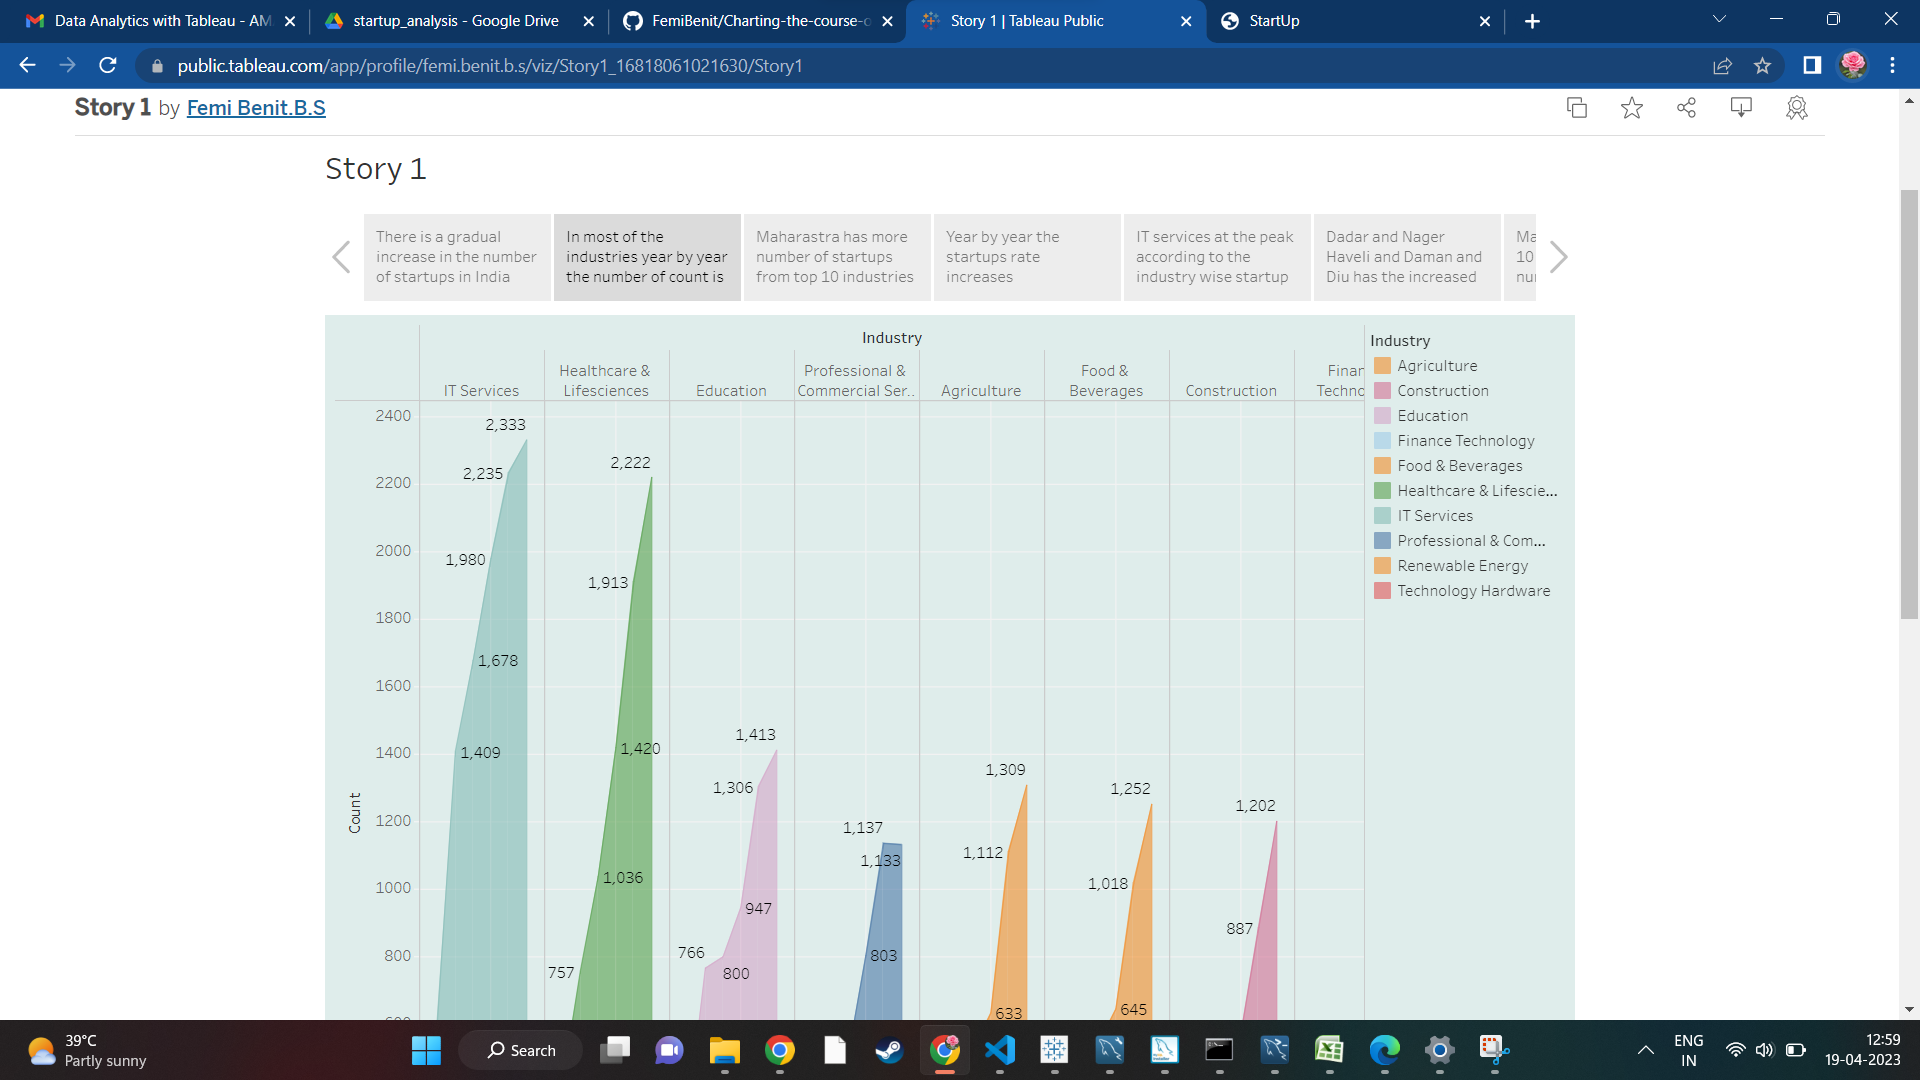 Data Analytics with Tableau - AM
startup_analysis - Google Drive
FemiBenit/Charting-the-course-o
Story 1 | Tableau Public
StartUp
public.tableau.com/app/profile/femi.benit.b.s/viz/Story1_16818061021630/Story1
Story 1 by Femi Benit.B.S
Story 1
There is a gradual
increase in the number
of startups in India
In most of the
industries year by year
the number of count is
Maharastra has more
number of startups
from top 10 industries
Year by year the
startups rate
increases
IT services at the peak
according to the
industry wise startup
Dadar and Nager
Haveli and Daman and
Diu has the increased
Ma
10
nu
Industry
IT Services
Healthcare &
Lifesciences
Education
Professional &
Commercial Ser..
Agriculture
Food &
Beverages
Construction
Finan
Techno
Count
2400
2200
2000
1800
1600
1400
1200
1000
800
600
2,333
2,235
1,980
1,678
1,409
2,222
1,913
1,420
1,036
757
1,413
1,306
947
766
800
1,137
1,133
803
1,309
1,112
633
1,252
1,018
645
1,202
887
Industry
Agriculture
Construction
Education
Finance Technology
Food & Beverages
Healthcare & Lifescie...
IT Services
Professional & Com...
Renewable Energy
Technology Hardware
39°C
Partly sunny
Search
ENG
IN
12:59
19-04-2023